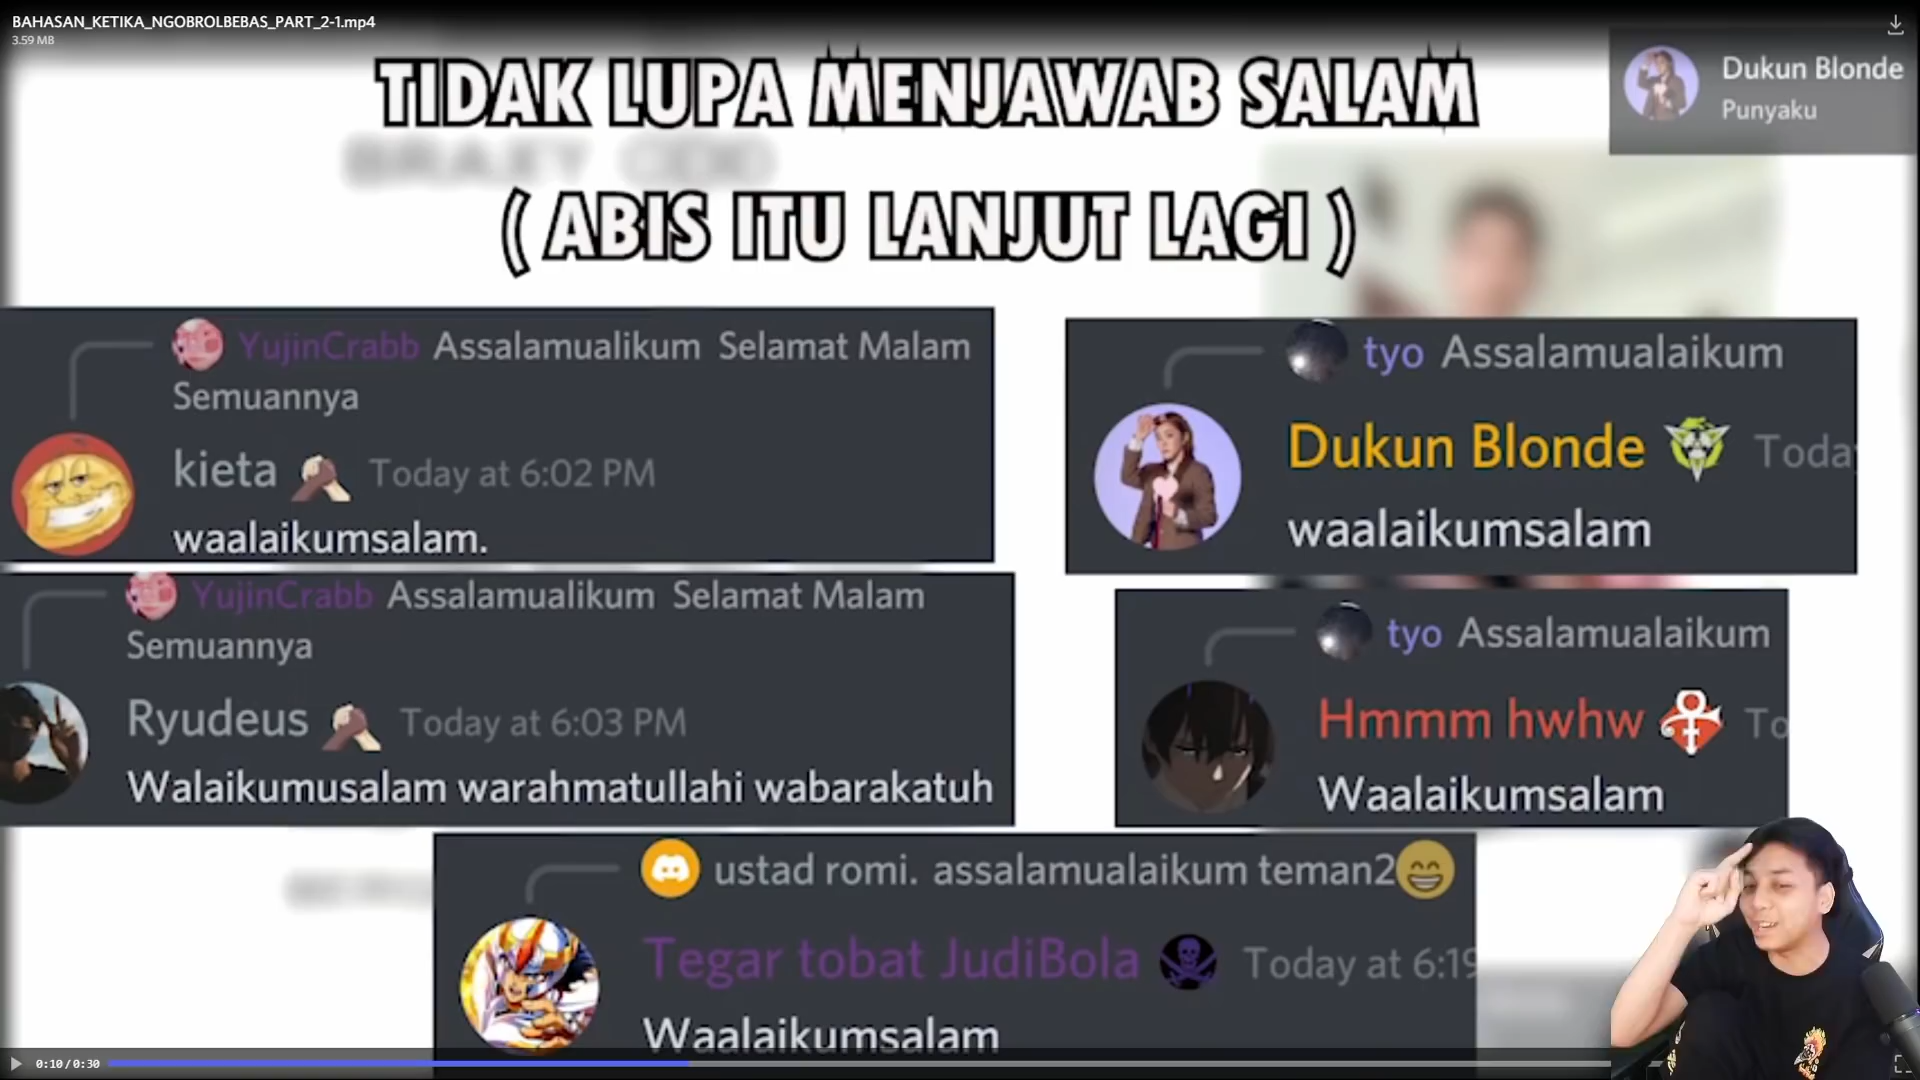 BAHASAN_KETIKA_NGOBROLBEBAS_PART_2-1.mp4
3.59 MB
TIDAK LUPA MENJAWAB SALAM
( ABIS ITU LANJUT LAGI )
Dukun Blonde
Punyaku
YujinCrabb Assalamualikum Selamat Malam
Semuannya
kieta Today at 6:02 PM
waalaikumsalam.
tyo Assalamualaikum
Dukun Blonde Today
waalaikumsalam
YujinCrabb Assalamualikum Selamat Malam
Semuannya
Ryudeus Today at 6:03 PM
Walaikumusalam warahmatullahi wabarakatuh
tyo Assalamualaikum
Hmmm hwhw To
Waalaikumsalam
ustad romi. assalamualaikum teman2😁
Tegar tobat JudiBola Today at 6:19
Waalaikumsalam
0:10/0:30